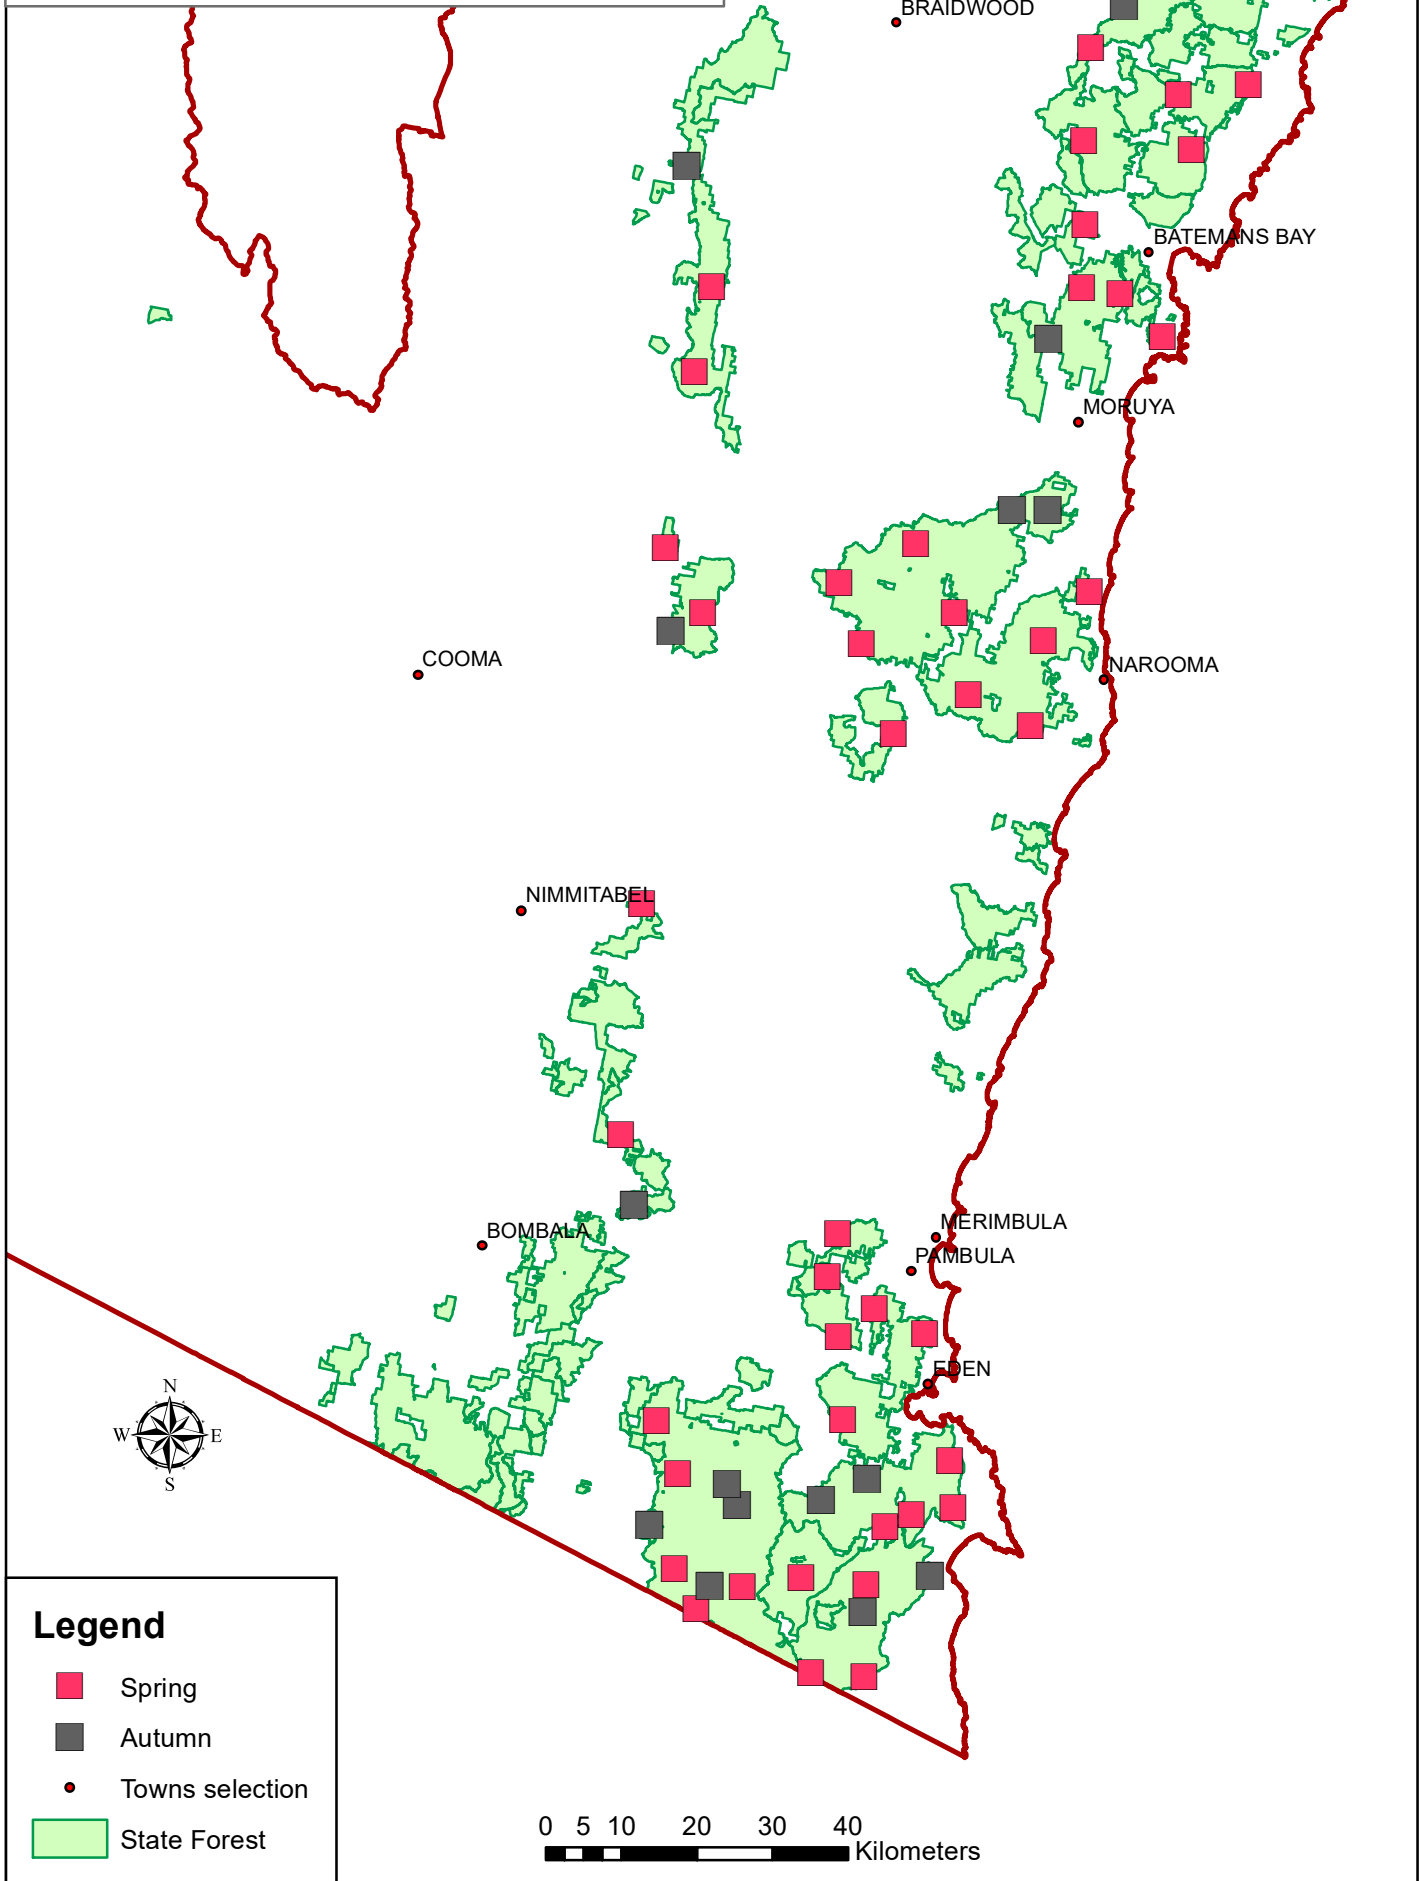 BRAIDWOOD
BATEMANS BAY
MORUYA
COOMA
NAROOMA
NIMMITABEL
MERIMBULA
BOMBALA
PAMBULA
EDEN
N
W E
S
Legend
Spring
Autumn
Towns selection
State Forest
0 5 10 20 30 40
Kilometers